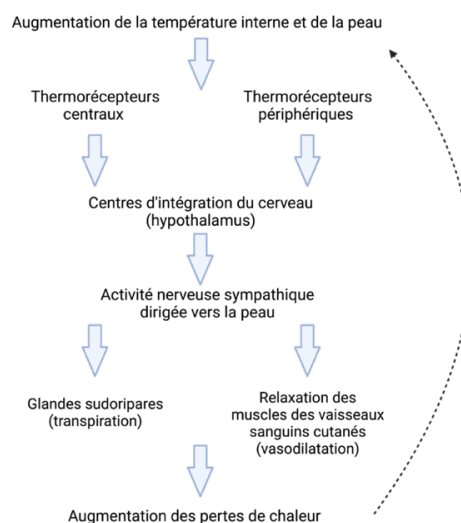 Augmentation de la température interne et de la peau
Thermorécepteurs
centraux
Thermorécepteurs
périphériques
Centres d'intégration du cerveau
(hypothalamus)
Activité nerveuse sympathique
dirigée vers la peau
Glandes sudoripares
(transpiration)
Relaxation des
muscles des vaisseaux
sanguins cutanés
(vasodilatation)
Augmentation des pertes de chaleur